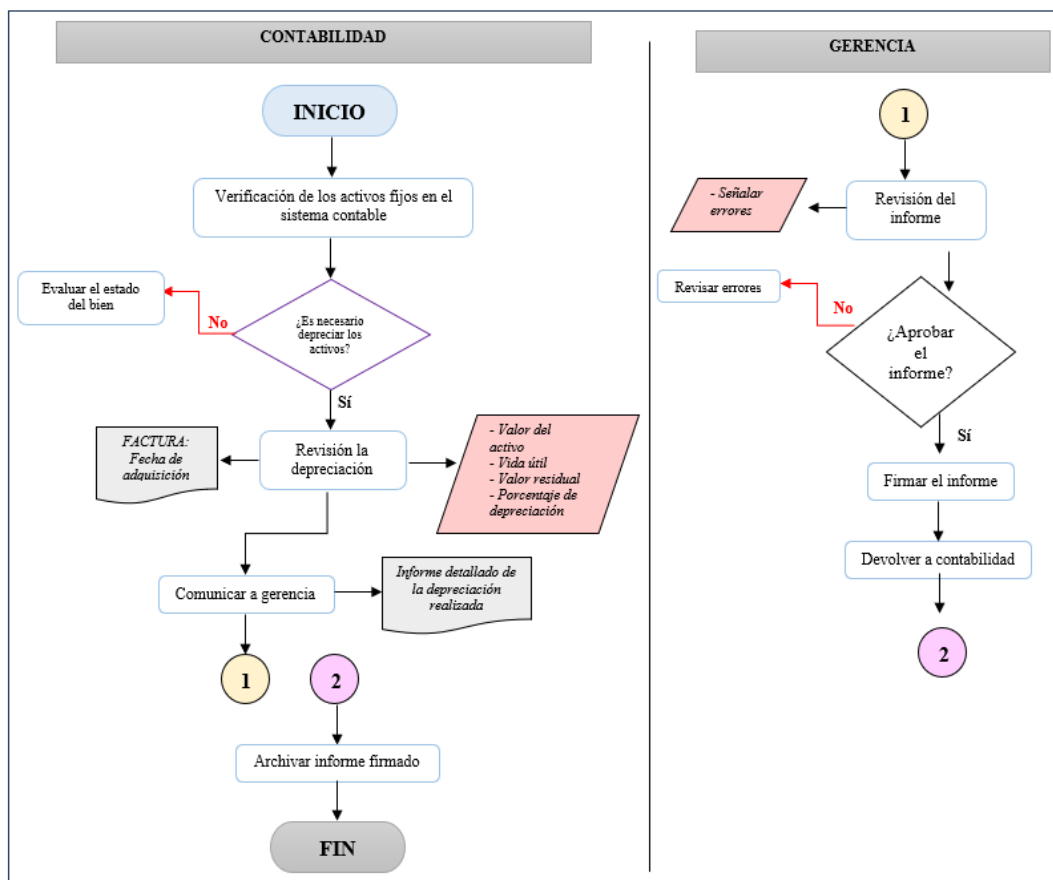 CONTABILIDAD
INICIO
Verificación de los activos fijos en el
sistema contable
Evaluar el estado
del bien
No
¿Es necesario
depreciar los
activos?
Sí
FACTURA:
Fecha de
adquisición
Revisión la
depreciación
- Valor del
activo
- Vida útil
- Valor residual
- Porcentaje de
depreciación
Comunicar a gerencia
Informe detallado de
la depreciación
realizada
1
2
Archivar informe firmado
FIN
GERENCIA
1
- Señalar
errores
Revisión del
informe
Revisar errores
No
¿Aprobar
el
informe?
Sí
Firmar el informe
Devolver a contabilidad
2